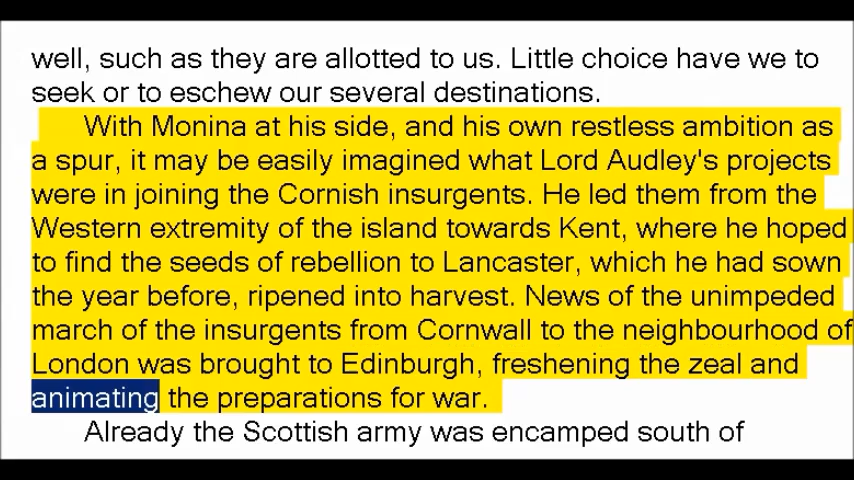 well, such as they are allotted to us. Little choice have we to
seek or to eschew our several destinations.
With Monina at his side, and his own restless ambition as
a spur, it may be easily imagined what Lord Audley's projects
were in joining the Cornish insurgents. He led them from the
Western extremity of the island towards Kent, where he hoped
to find the seeds of rebellion to Lancaster, which he had sown
the year before, ripened into harvest. News of the unimpeded
march of the insurgents from Cornwall to the neighbourhood of
London was brought to Edinburgh, freshening the zeal and
animating the preparations for war.
Already the Scottish army was encamped south of